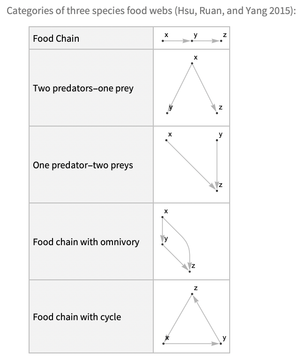 Categories of three species food webs (Hsu, Ruan, and Yang 2015):
Food Chain
x y z
Two predators–one prey
x
y z
One predator–two preys
x y
z
Food chain with omnivory
x
y
z
Food chain with cycle
z
x y